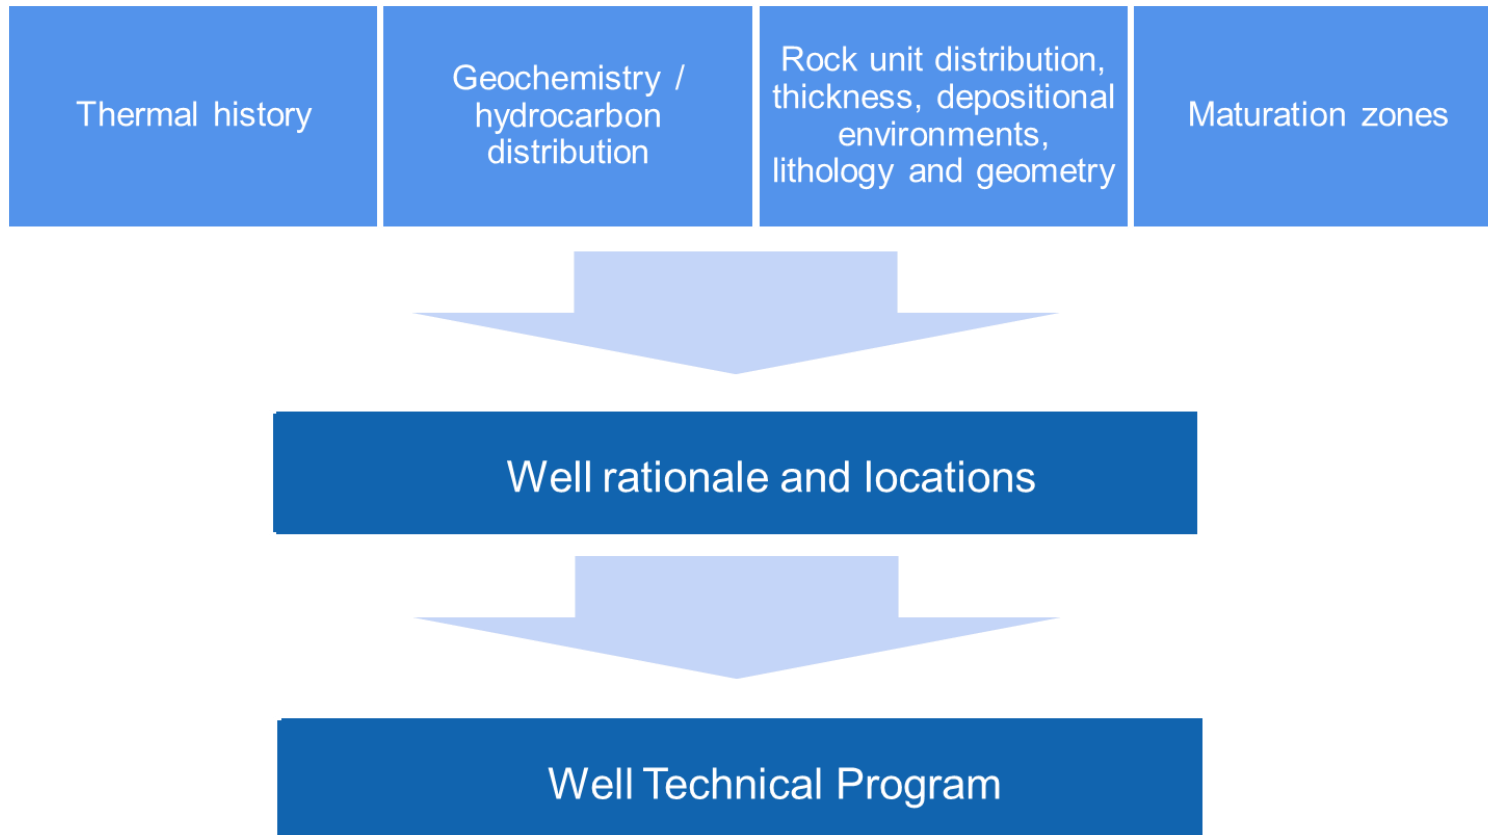 Thermal history
Geochemistry /
hydrocarbon
distribution
Rock unit distribution,
thickness, depositional
environments,
lithology and geometry
Maturation zones
Well rationale and locations
Well Technical Program